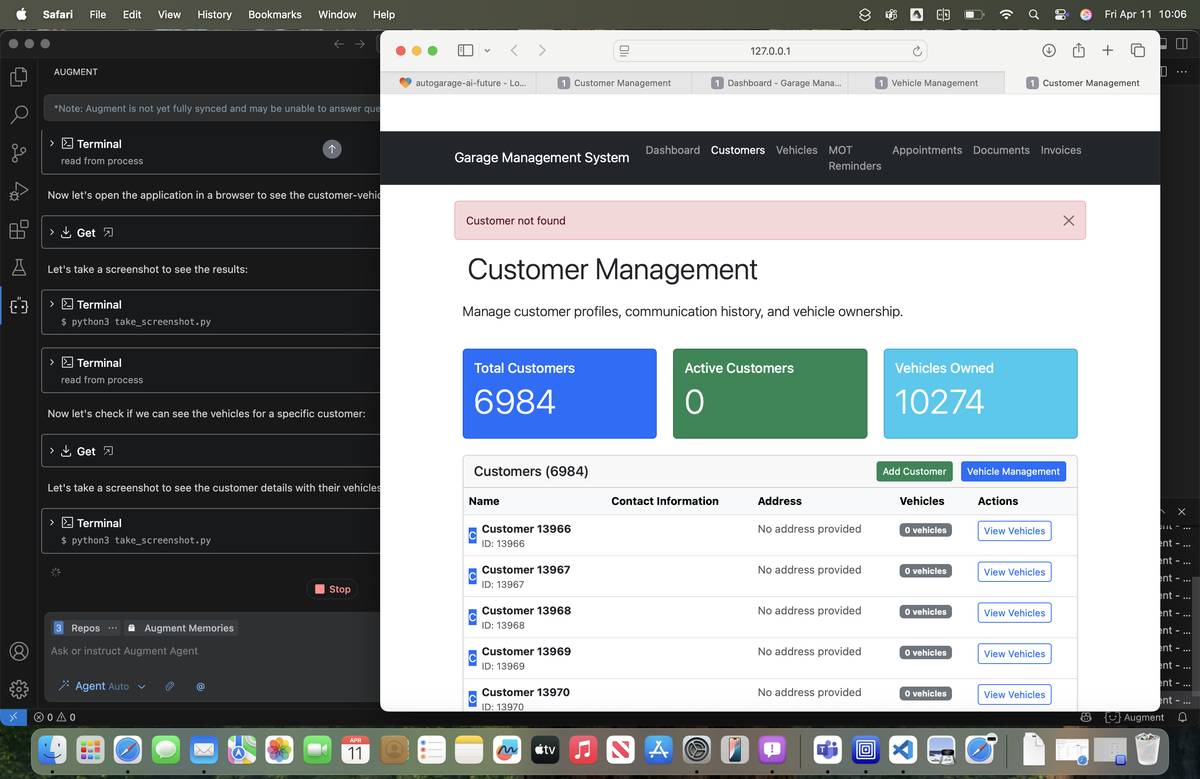 Safari File Edit View History Bookmarks Window Help
Fri Apr 11 10:06
AUGMENT
*Note: Augment is not yet fully synced and may be unable to answer que
Terminal
read from process
Now let's open the application in a browser to see the customer-vehic
Get
Let's take a screenshot to see the results:
Terminal
$ python3 take_screenshot.py
Terminal
read from process
Now let's check if we can see the vehicles for a specific customer:
Get
Let's take a screenshot to see the customer details with their vehicles
Terminal
$ python3 take_screenshot.py
Stop
3 Repos ··· Augment Memories
Ask or instruct Augment Agent
Agent Auto @
0 0
127.0.0.1
autogarage-ai-future - Lo...
1 Customer Management
1 Dashboard - Garage Mana...
1 Vehicle Management
1 Customer Management
Garage Management System
Dashboard Customers Vehicles MOT Reminders Appointments Documents Invoices
Customer not found
Customer Management
Manage customer profiles, communication history, and vehicle ownership.
Total Customers
6984
Active Customers
0
Vehicles Owned
10274
Customers (6984)
Add Customer
Vehicle Management
Name Contact Information Address Vehicles Actions
C Customer 13966 No address provided 0 vehicles View Vehicles
ID: 13966
C Customer 13967 No address provided 0 vehicles View Vehicles
ID: 13967
C Customer 13968 No address provided 0 vehicles View Vehicles
ID: 13968
C Customer 13969 No address provided 0 vehicles View Vehicles
ID: 13969
C Customer 13970 No address provided 0 vehicles View Vehicles
ID: 13970
ent - ...
ent - ...
ent - ...
ent - ...
ent - ...
ent - ...
ent - ...
ent - ...
ent - ...
ent - ...
Augment
APR
11
tv